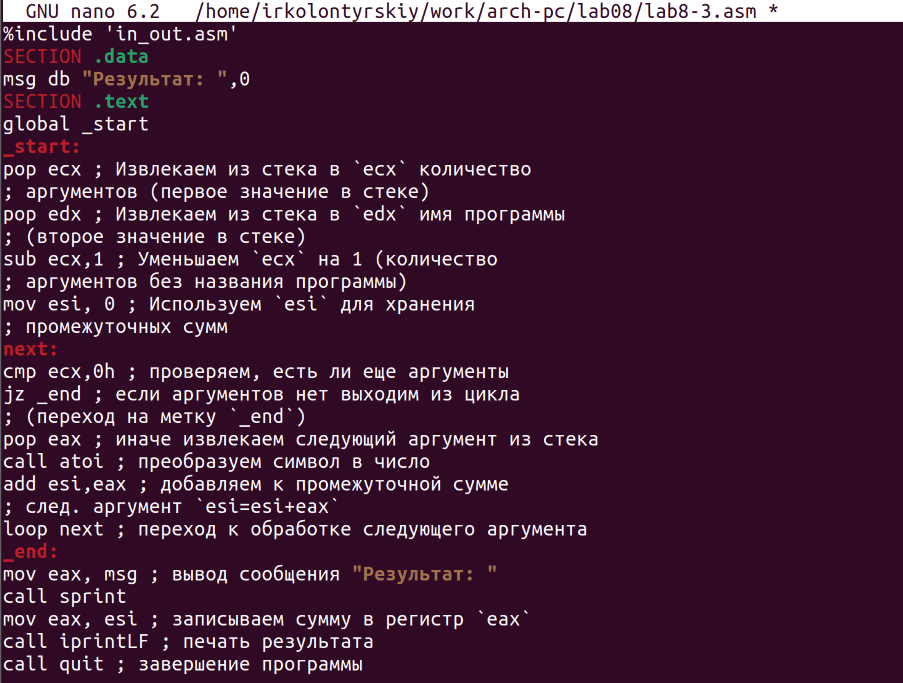 GNU nano 6.2   /home/irkolontyrskiy/work/arch-pc/lab08/lab8-3.asm *
%include 'in_out.asm'
SECTION .data
msg db "Результат: ",0
SECTION .text
global _start
_start:
pop ecx ; Извлекаем из стека в `ecx` количество
; аргументов (первое значение в стеке)
pop edx ; Извлекаем из стека в `edx` имя программы
; (второе значение в стеке)
sub ecx,1 ; Уменьшаем `ecx` на 1 (количество
; аргументов без названия программы)
mov esi, 0 ; Используем `esi` для хранения
; промежуточных сумм
next:
cmp ecx,0h ; проверяем, есть ли еще аргументы
jz _end ; если аргументов нет выходим из цикла
; (переход на метку `_end`)
pop eax ; иначе извлекаем следующий аргумент из стека
call atoi ; преобразуем символ в число
add esi,eax ; добавляем к промежуточной сумме
; след. аргумент `esi=esi+eax`
loop next ; переход к обработке следующего аргумента
_end:
mov eax, msg ; вывод сообщения "Результат: "
call sprint
mov eax, esi ; записываем сумму в регистр `eax`
call iprintLF ; печать результата
call quit ; завершение программы